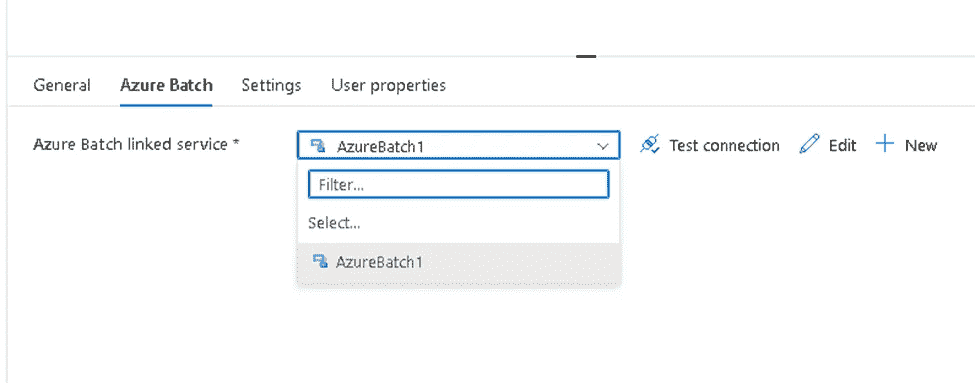 General Azure Batch Settings User properties
Azure Batch linked service * AzureBatch1 Test connection Edit New
Filter...
Select...
AzureBatch1